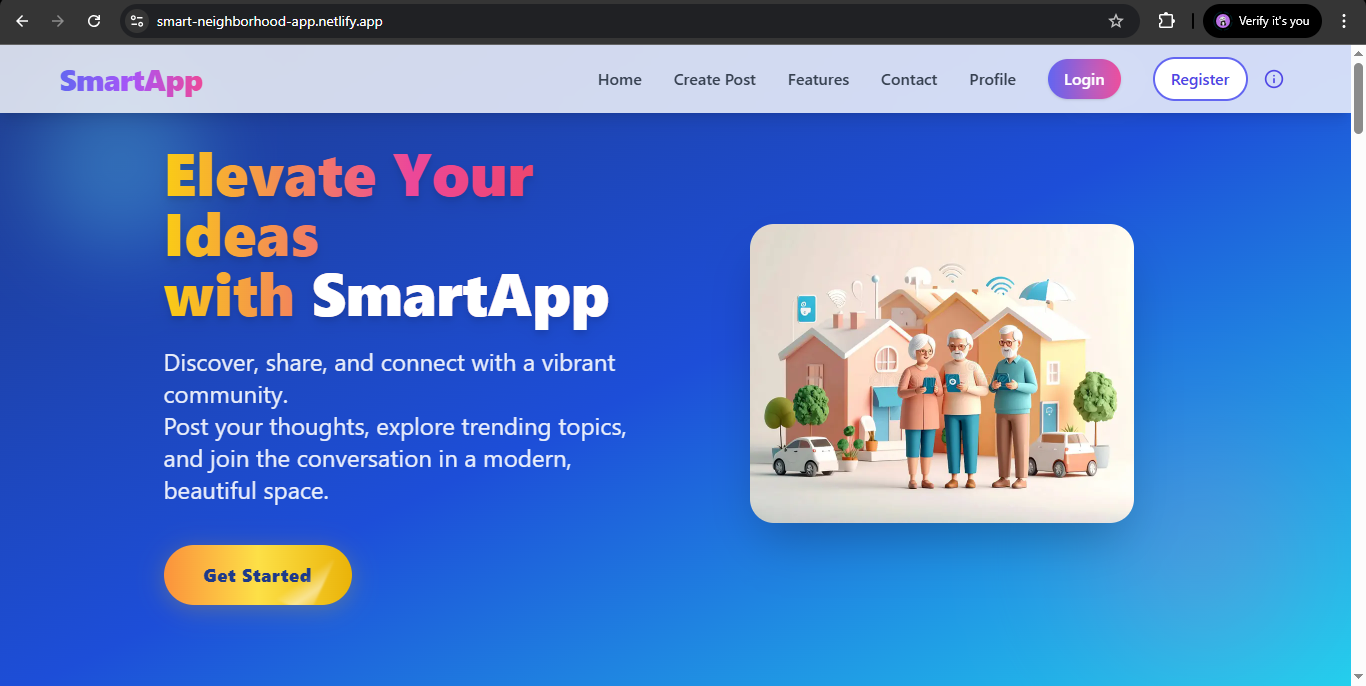 smart-neighborhood-app.netlify.app
Verify it's you
SmartApp
Home
Create Post
Features
Contact
Profile
Login
Register
Elevate Your
Ideas
with SmartApp
Discover, share, and connect with a vibrant
community.
Post your thoughts, explore trending topics,
and join the conversation in a modern,
beautiful space.
Get Started